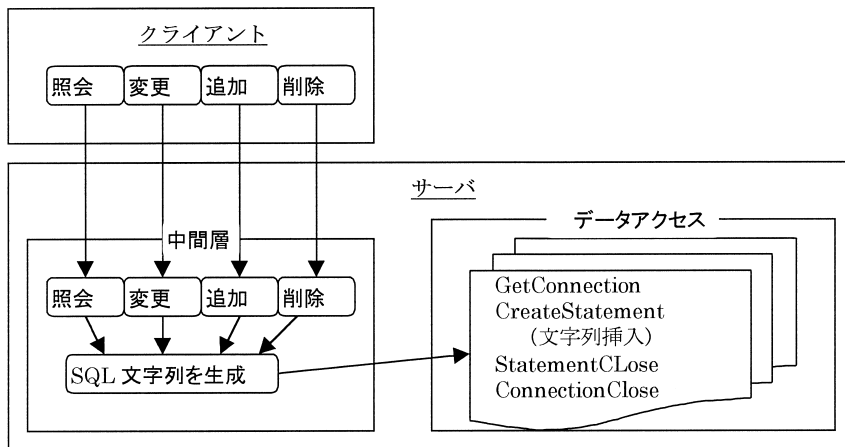 クライアント
照会 変更 追加 削除
サーバ
データアクセス
中間層
照会 変更 追加 削除
SQL 文字列を生成
GetConnection
CreateStatement
（文字列挿入）
StatementCLose
ConnectionClose